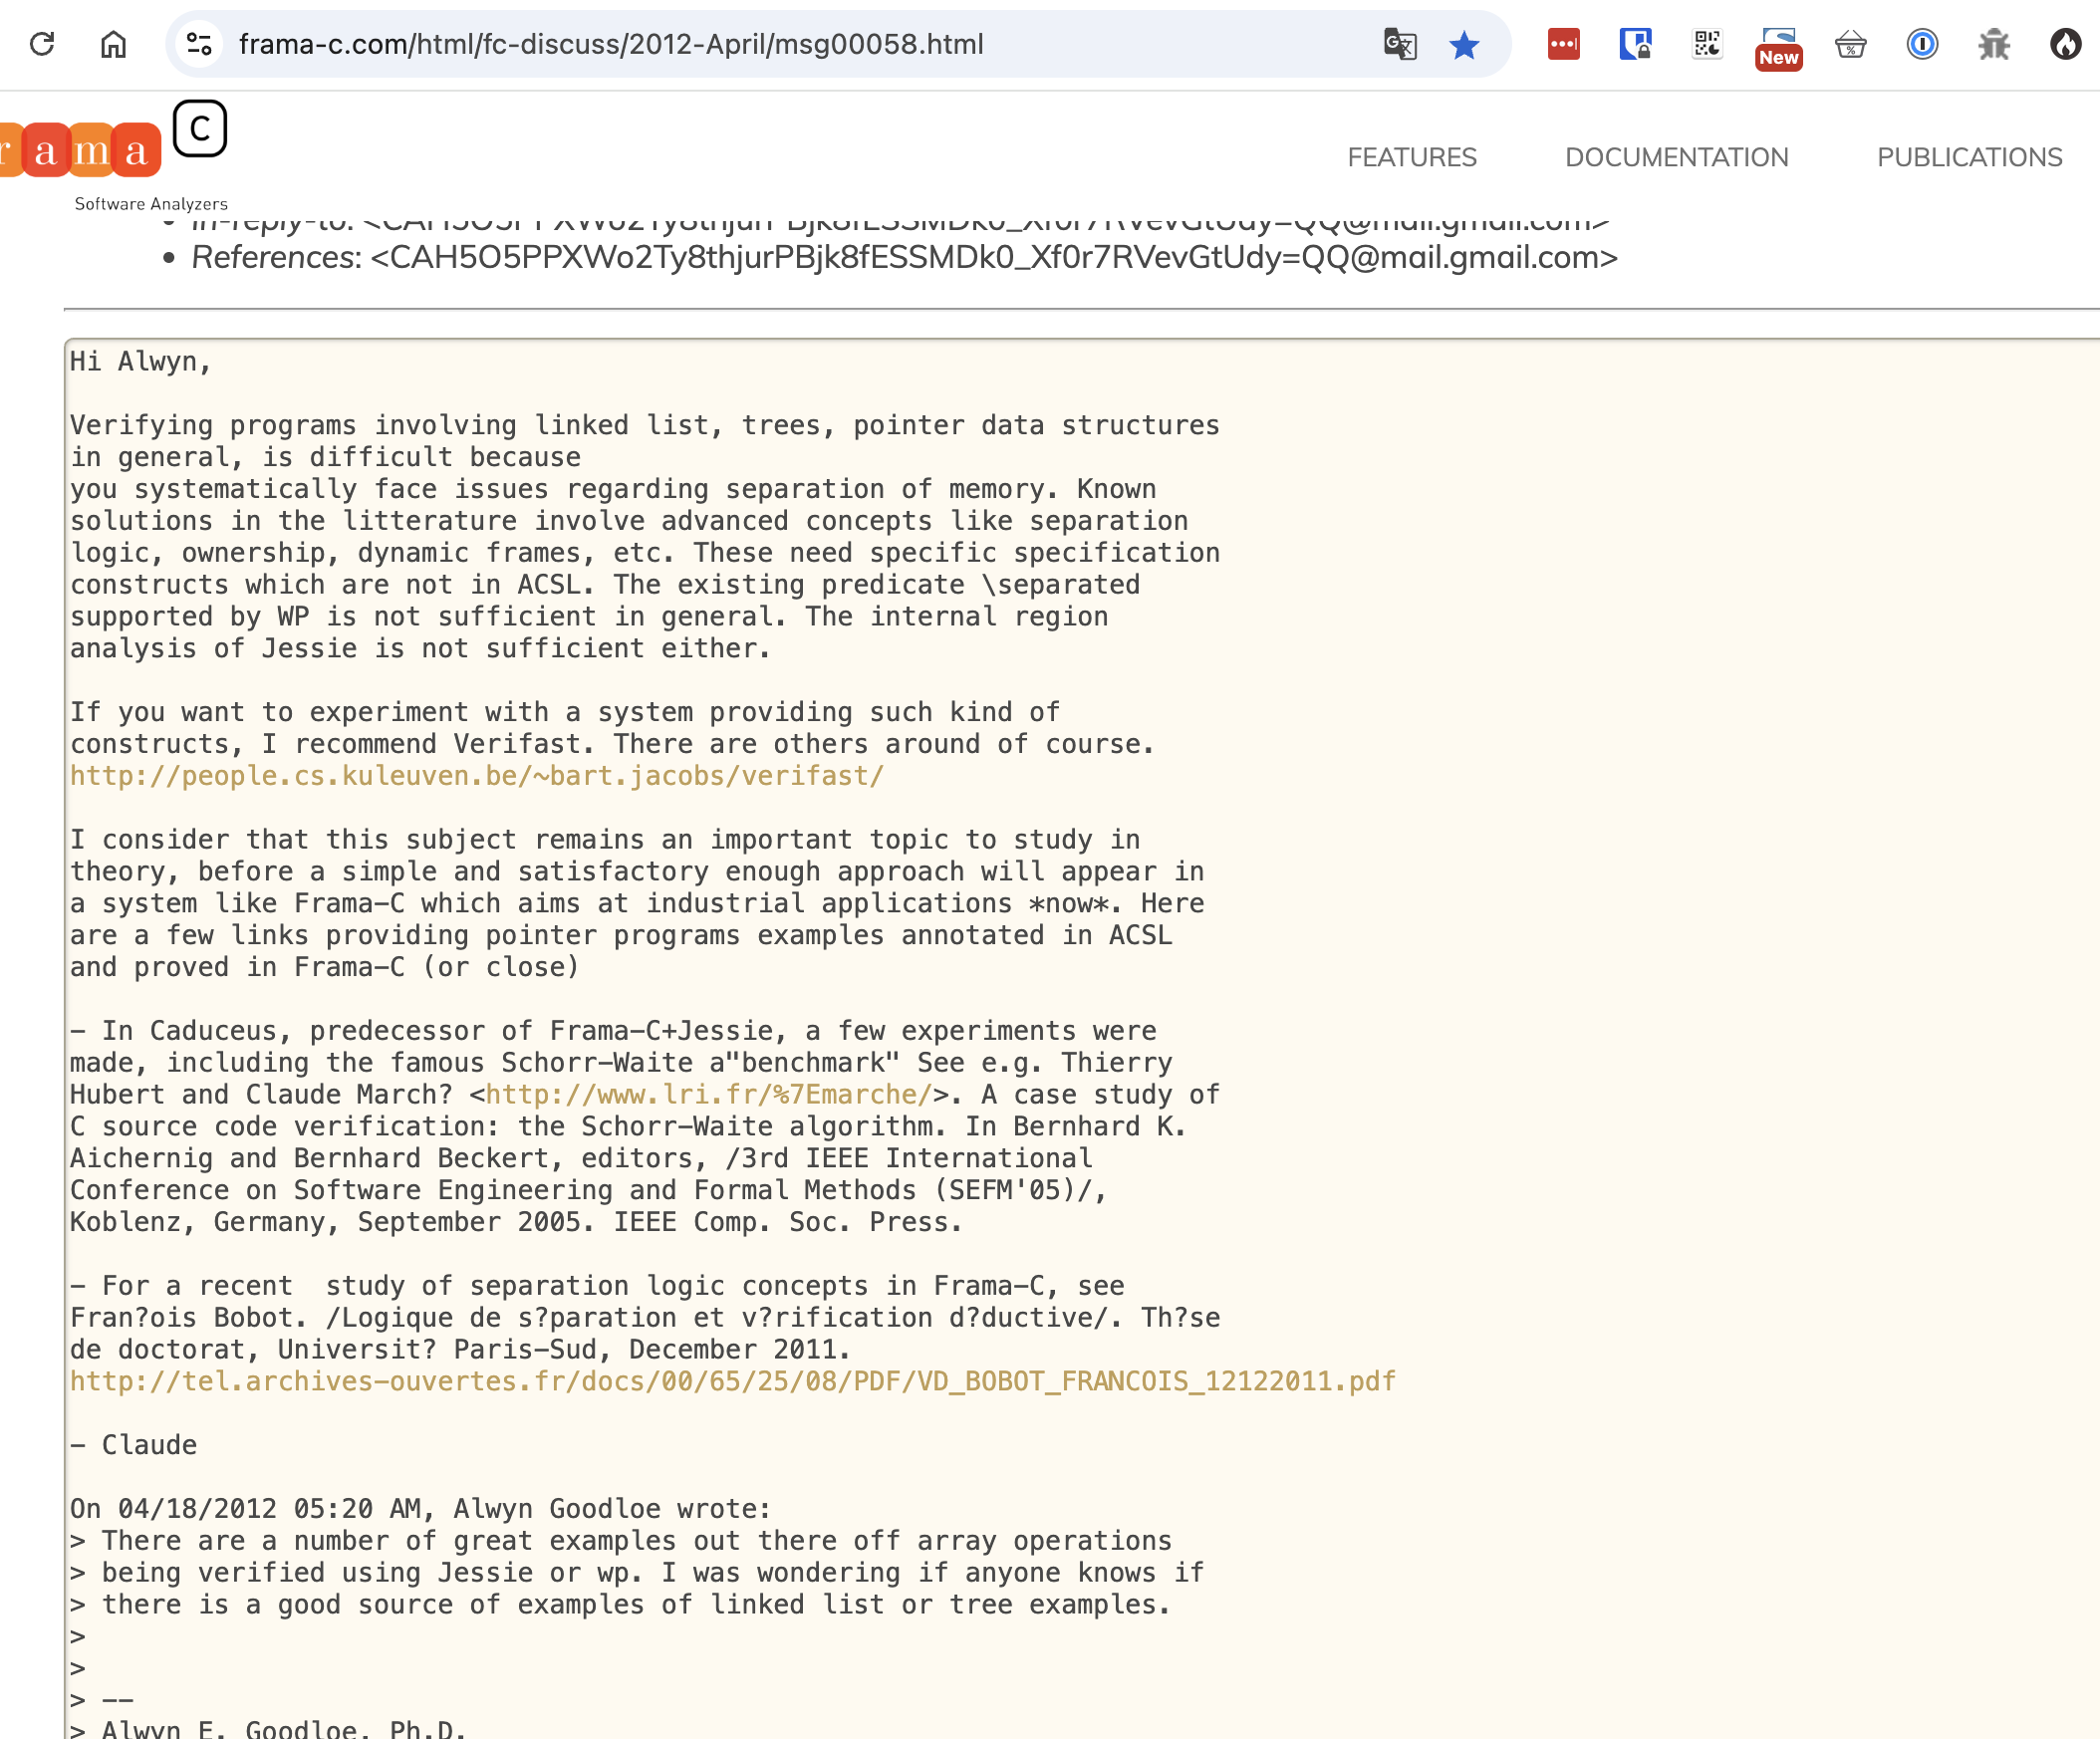 frama-c.com/html/fc-discuss/2012-April/msg00058.html
New
rama C
Software Analyzers
FEATURES DOCUMENTATION PUBLICATIONS
• In-reply-to: <CAH5O5PPXWo2Ty8thjurPBjk8fESSMDk0_Xf0r7RVevGtUdy=QQ@mail.gmail.com>
• References: <CAH5O5PPXWo2Ty8thjurPBjk8fESSMDk0_Xf0r7RVevGtUdy=QQ@mail.gmail.com>
Hi Alwyn,
Verifying programs involving linked list, trees, pointer data structures
in general, is difficult because
you systematically face issues regarding separation of memory. Known
solutions in the litterature involve advanced concepts like separation
logic, ownership, dynamic frames, etc. These need specific specification
constructs which are not in ACSL. The existing predicate \separated
supported by WP is not sufficient in general. The internal region
analysis of Jessie is not sufficient either.
If you want to experiment with a system providing such kind of
constructs, I recommend Verifast. There are others around of course.
http://people.cs.kuleuven.be/~bart.jacobs/verifast/
I consider that this subject remains an important topic to study in
theory, before a simple and satisfactory enough approach will appear in
a system like Frama-C which aims at industrial applications *now*. Here
are a few links providing pointer programs examples annotated in ACSL
and proved in Frama-C (or close)
- In Caduceus, predecessor of Frama-C+Jessie, a few experiments were
made, including the famous Schorr-Waite a"benchmark" See e.g. Thierry
Hubert and Claude March? <http://www.lri.fr/%7Emarche/>. A case study of
C source code verification: the Schorr-Waite algorithm. In Bernhard K.
Aichernig and Bernhard Beckert, editors, /3rd IEEE International
Conference on Software Engineering and Formal Methods (SEFM'05)/,
Koblenz, Germany, September 2005. IEEE Comp. Soc. Press.
- For a recent  study of separation logic concepts in Frama-C, see
Fran?ois Bobot. /Logique de s?paration et v?rification d?ductive/. Th?se
de doctorat, Universit? Paris-Sud, December 2011.
http://tel.archives-ouvertes.fr/docs/00/65/25/08/PDF/VD_BOBOT_FRANCOIS_12122011.pdf
- Claude
On 04/18/2012 05:20 AM, Alwyn Goodloe wrote:
> There are a number of great examples out there off array operations
> being verified using Jessie or wp. I was wondering if anyone knows if
> there is a good source of examples of linked list or tree examples.
>
>
> --
> Alwyn E. Goodloe, Ph.D.